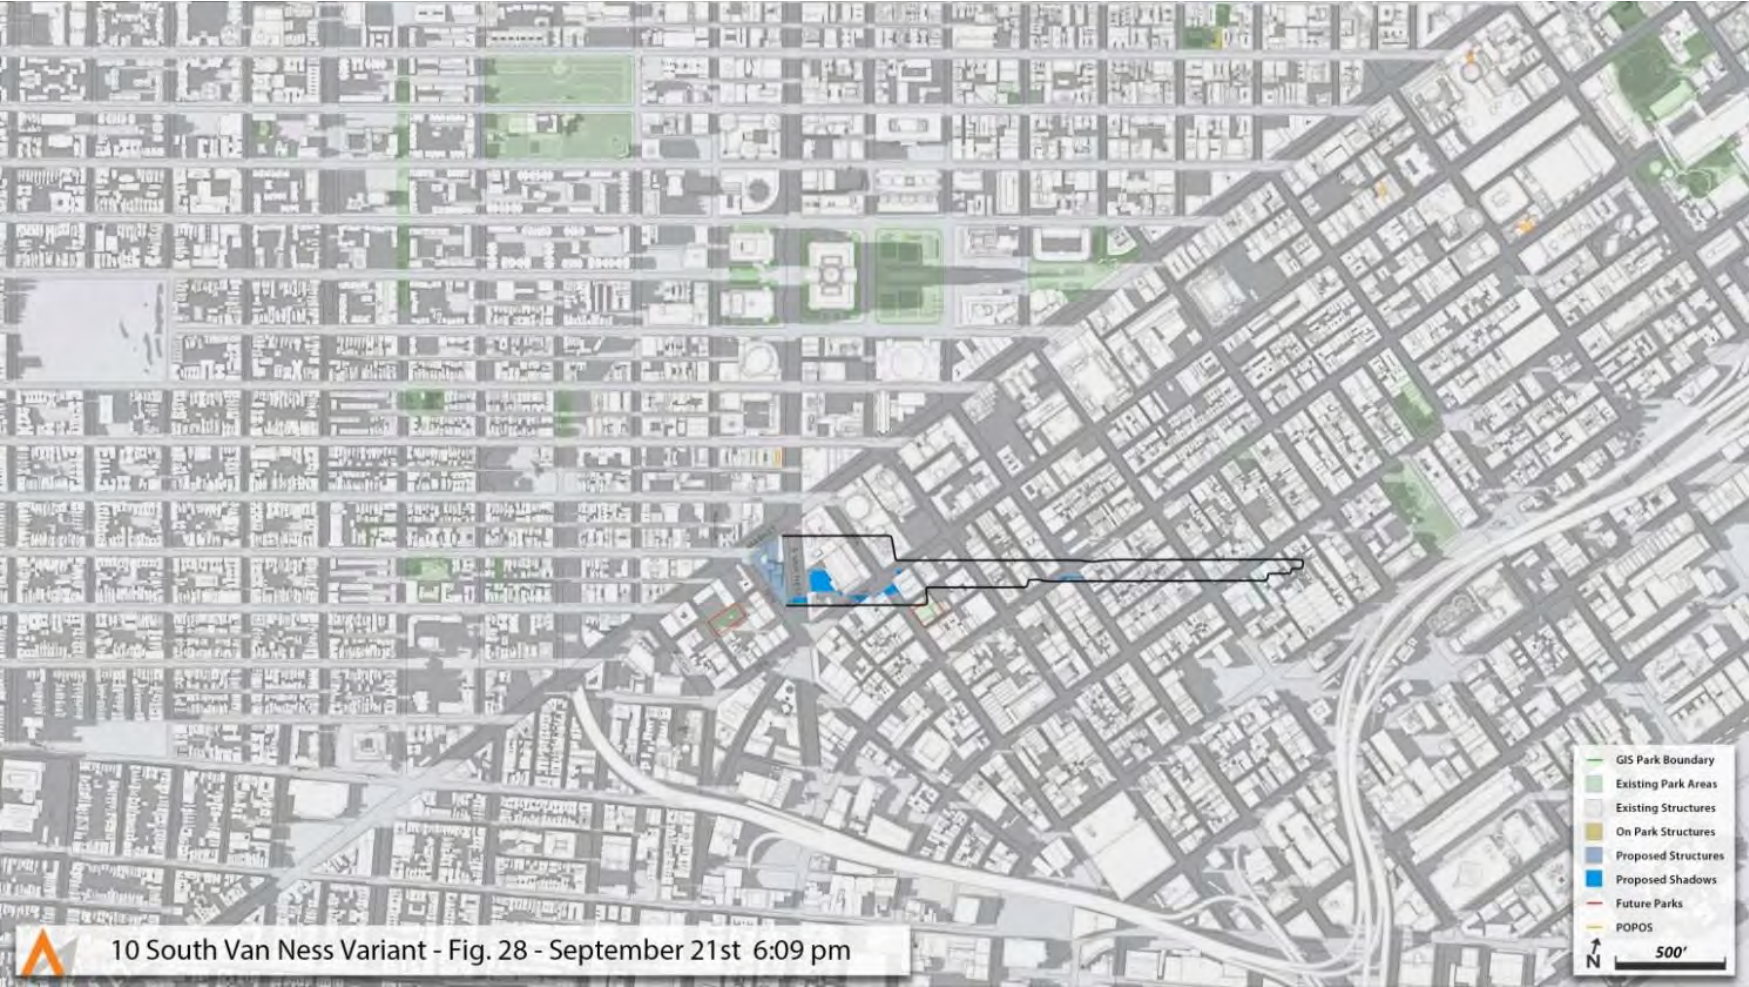 GIS Park Boundary
Existing Park Areas
Existing Structures
On Park Structures
Proposed Structures
Proposed Shadows
Future Parks
POPOS
N
500'
10 South Van Ness Variant - Fig. 28 - September 21st 6:09 pm